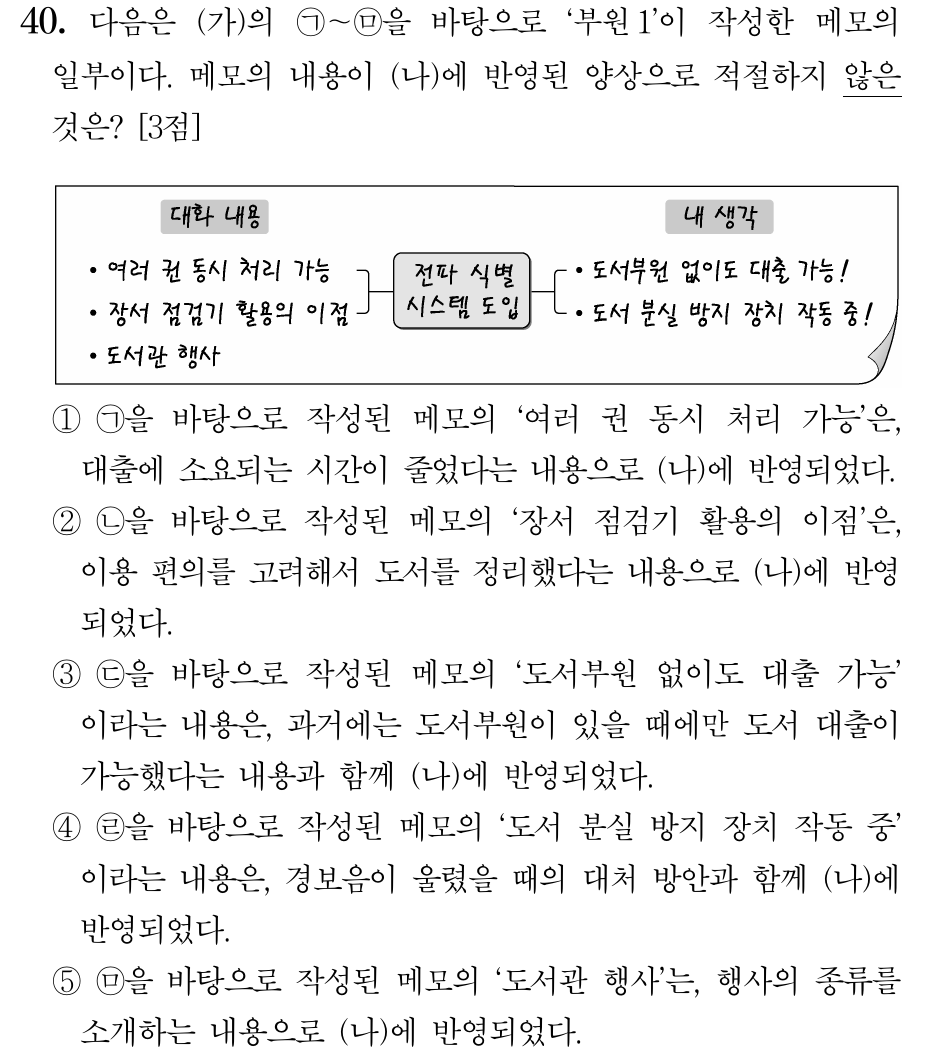 40. 다음은 (가)의 ㉠~㉤을 바탕으로 ‘부원 1’이 작성한 메모의
일부이다. 메모의 내용이 (나)에 반영된 양상으로 적절하지 않은
것은? [3점]
대화 내용
• 여러 권 동시 처리 가능
• 장서 점검기 활용의 이점
• 도서관 행사
전파 식별
시스템 도입
내 생각
• 도서부원 없이도 대출 가능!
• 도서 분실 방지 장치 작동 중!
① ㉠을 바탕으로 작성된 메모의 ‘여러 권 동시 처리 가능’은,
대출에 소요되는 시간이 줄었다는 내용으로 (나)에 반영되었다.
② ㉡을 바탕으로 작성된 메모의 ‘장서 점검기 활용의 이점’은,
이용 편의를 고려해서 도서를 정리했다는 내용으로 (나)에 반영
되었다.
③ ㉢을 바탕으로 작성된 메모의 ‘도서부원 없이도 대출 가능’
이라는 내용은, 과거에는 도서부원이 있을 때에만 도서 대출이
가능했다는 내용과 함께 (나)에 반영되었다.
④ ㉣을 바탕으로 작성된 메모의 ‘도서 분실 방지 장치 작동 중’
이라는 내용은, 경보음이 울렸을 때의 대처 방안과 함께 (나)에
반영되었다.
⑤ ㉤을 바탕으로 작성된 메모의 ‘도서관 행사’는, 행사의 종류를
소개하는 내용으로 (나)에 반영되었다.